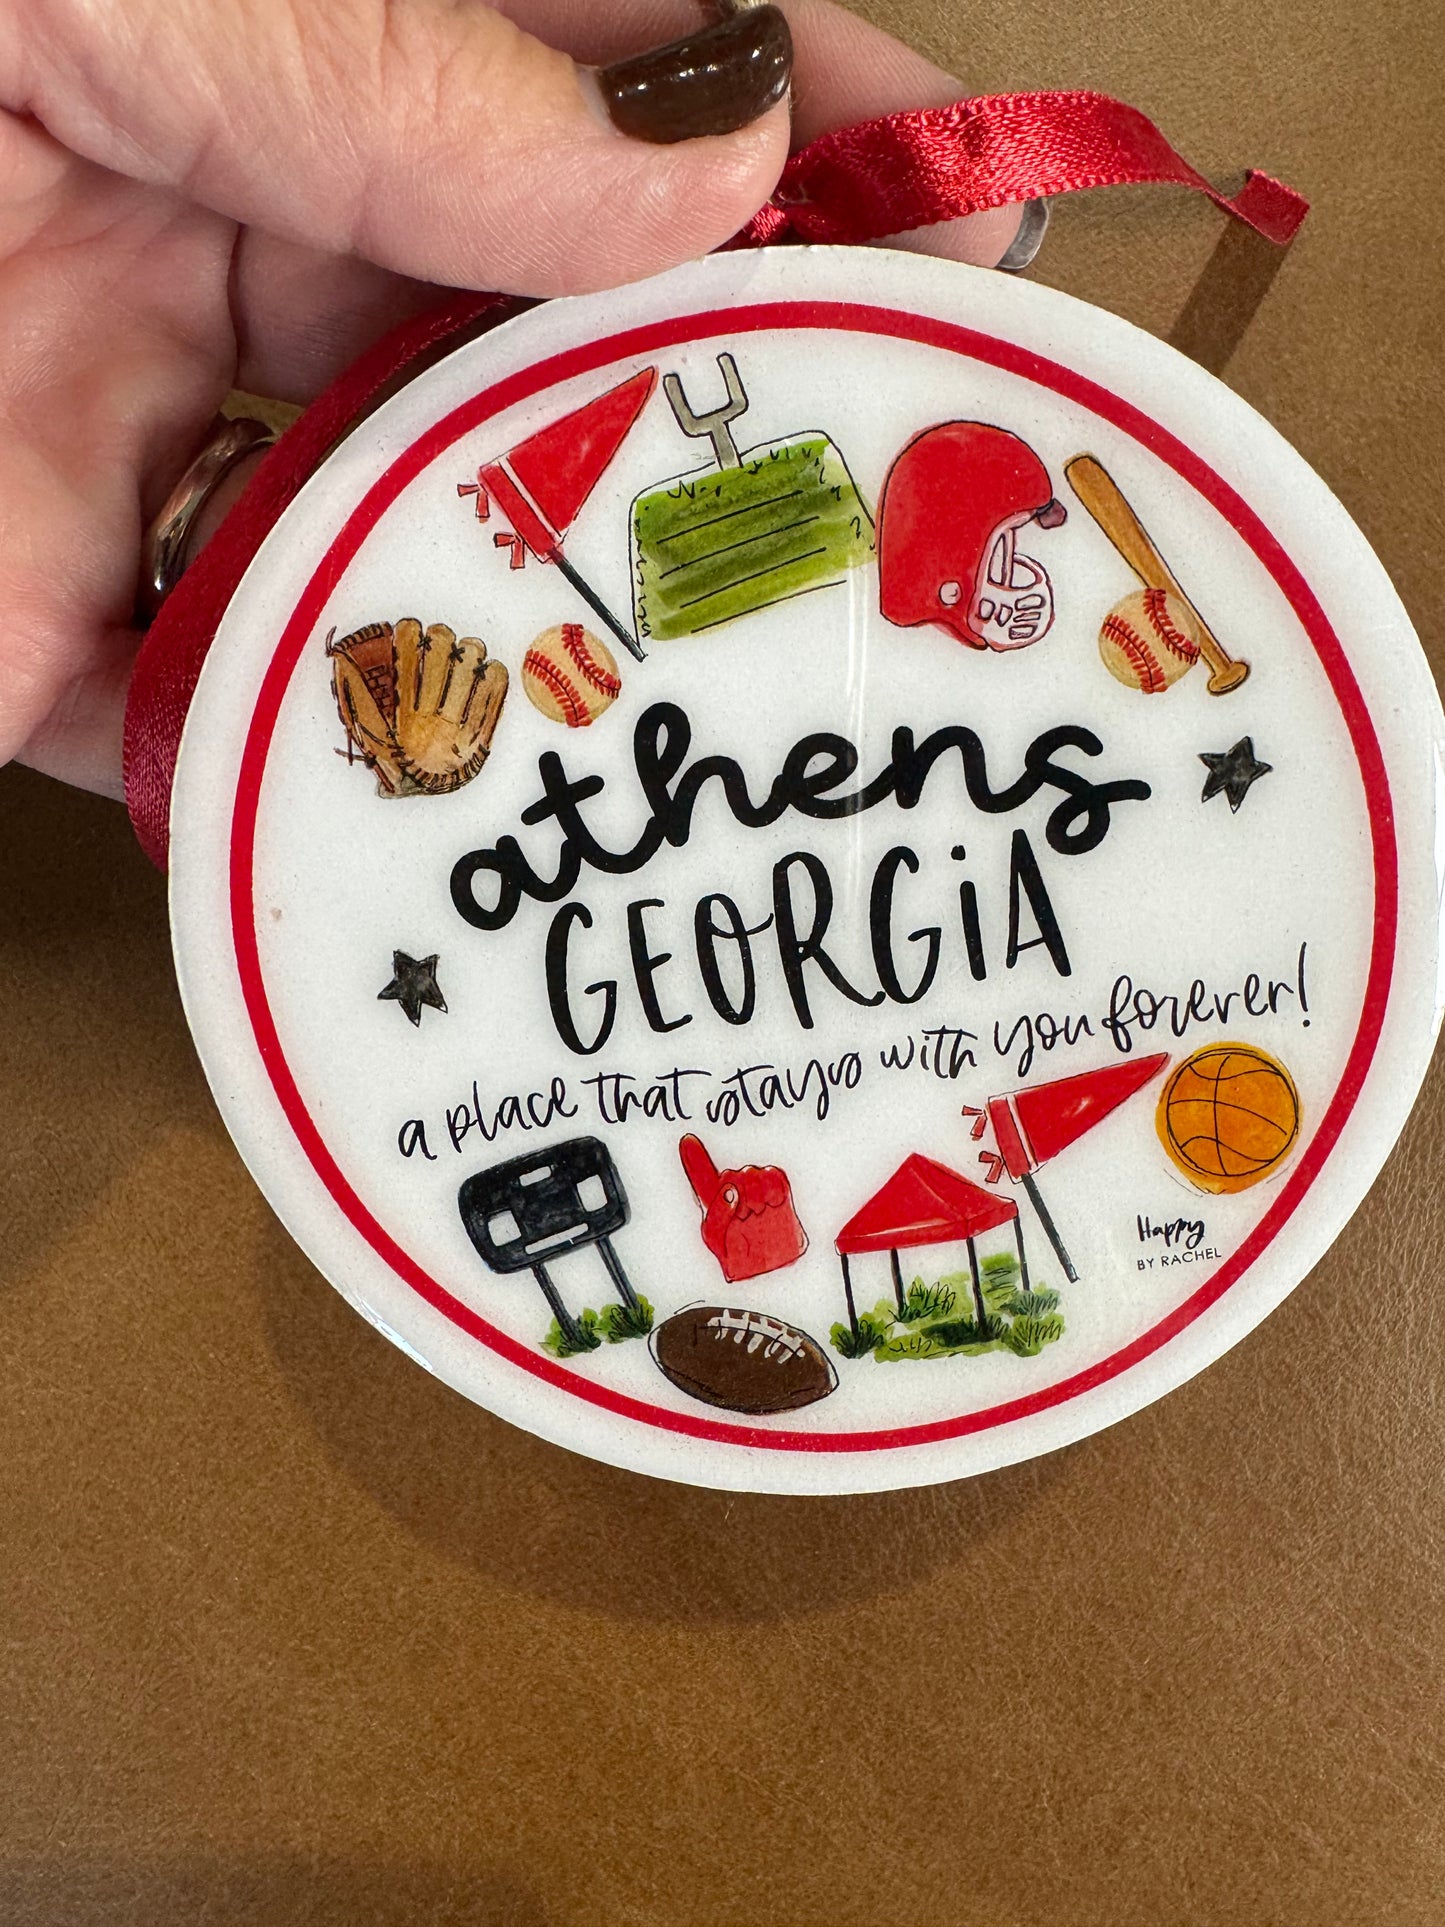 athens
GEORGiA
a place that stays with you forever!
Happy
BY RACHEL